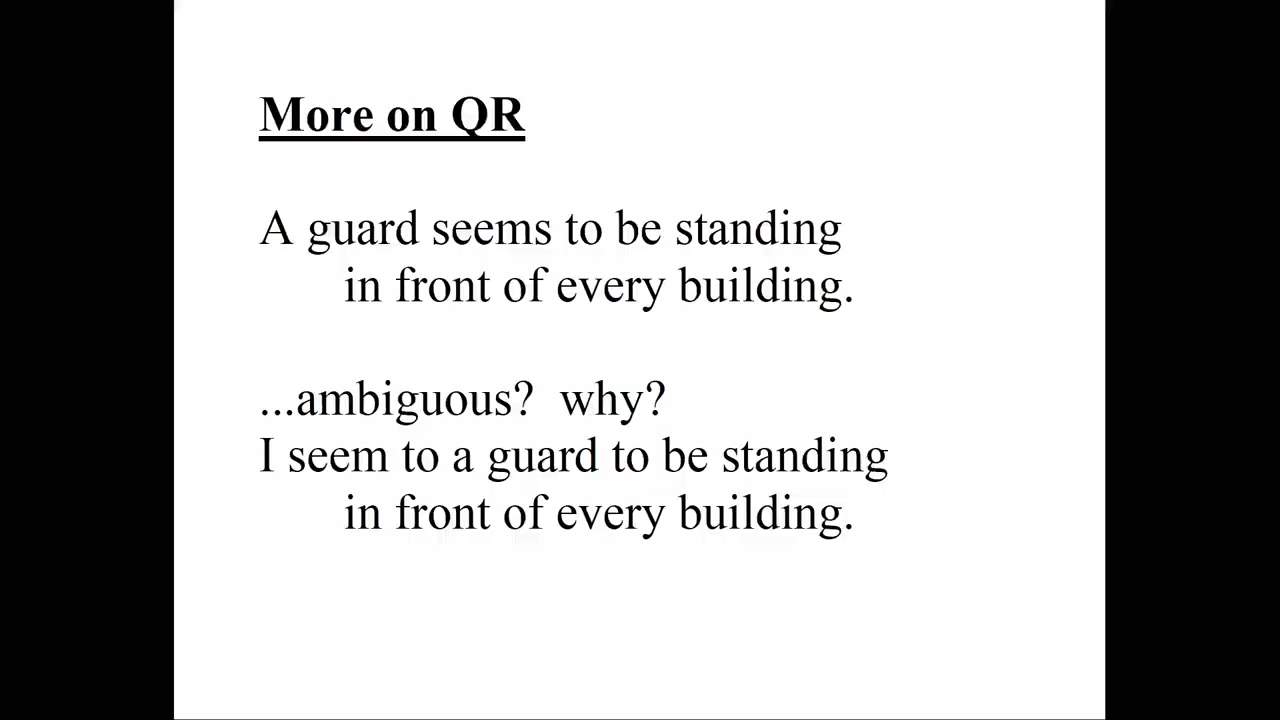 More on QR
A guard seems to be standing
in front of every building.
...ambiguous? why?
I seem to a guard to be standing
in front of every building.